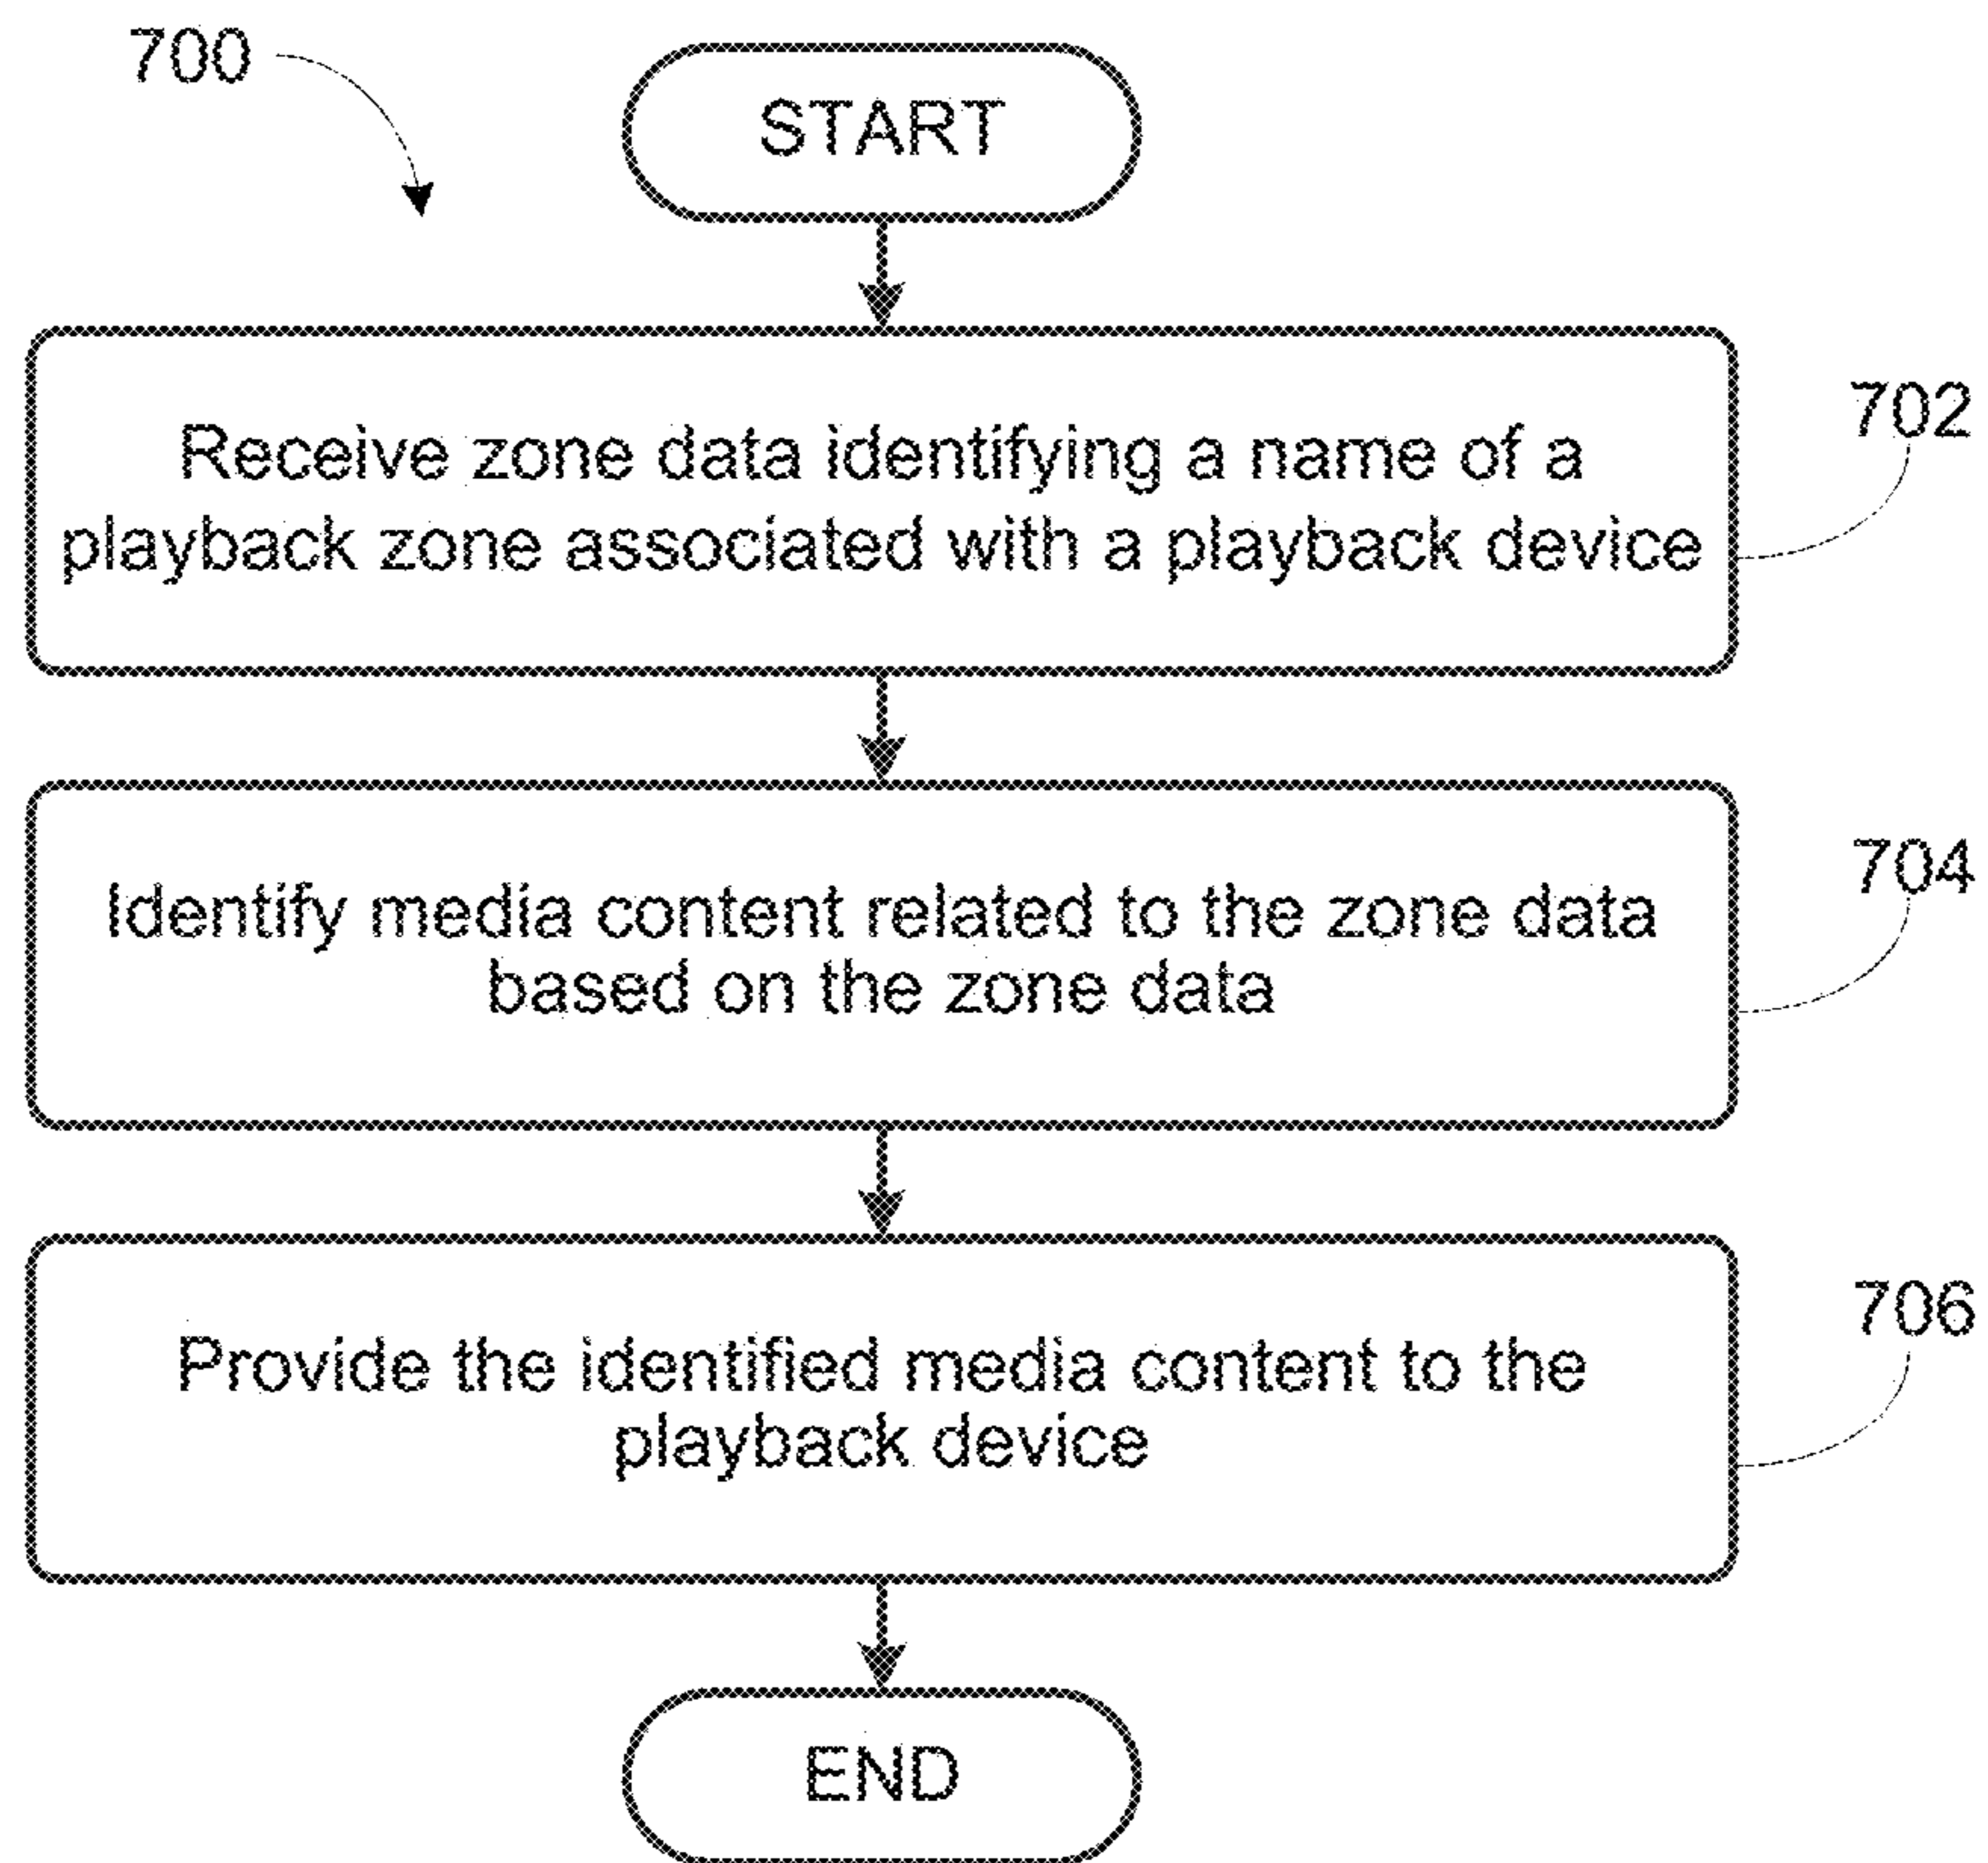 700
START
Receive zone data identifying a name of a
playback zone associated with a playback device
702
Identify media content related to the zone data
based on the zone data
704
Provide the identified media content to the
playback device
706
END